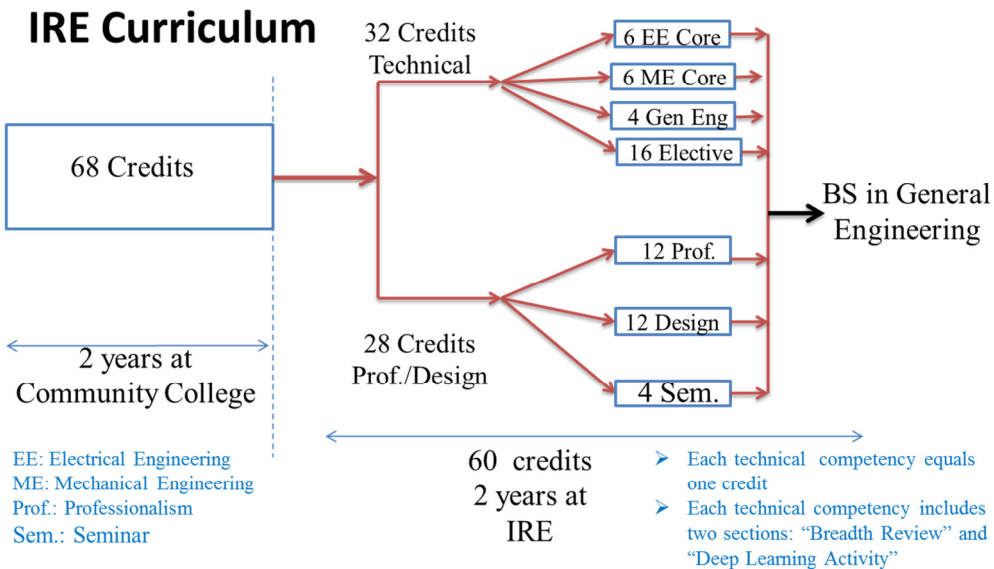 IRE Curriculum
68 Credits
2 years at
Community College
32 Credits
Technical
6 EE Core
6 ME Core
4 Gen Eng
16 Elective
28 Credits
Prof./Design
12 Prof.
12 Design
4 Sem.
BS in General
Engineering
60 credits
2 years at
IRE
EE: Electrical Engineering
ME: Mechanical Engineering
Prof.: Professionalism
Sem.: Seminar
➢ Each technical competency equals
one credit
➢ Each technical competency includes
two sections: “Breadth Review” and
“Deep Learning Activity”